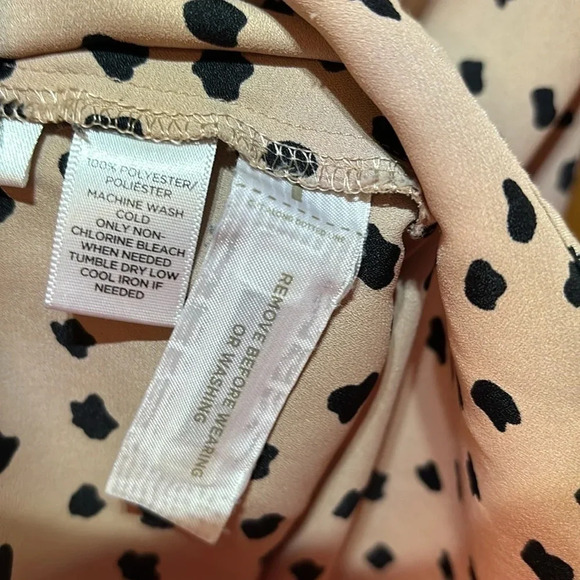 100% POLYESTER/
POLIÉSTER
MACHINE WASH
COLD
ONLY NON-
CHLORINE BLEACH
WHEN NEEDED
TUMBLE DRY LOW
COOL IRON IF
NEEDED
REMOVE BEFORE WEARING
OR WASHING